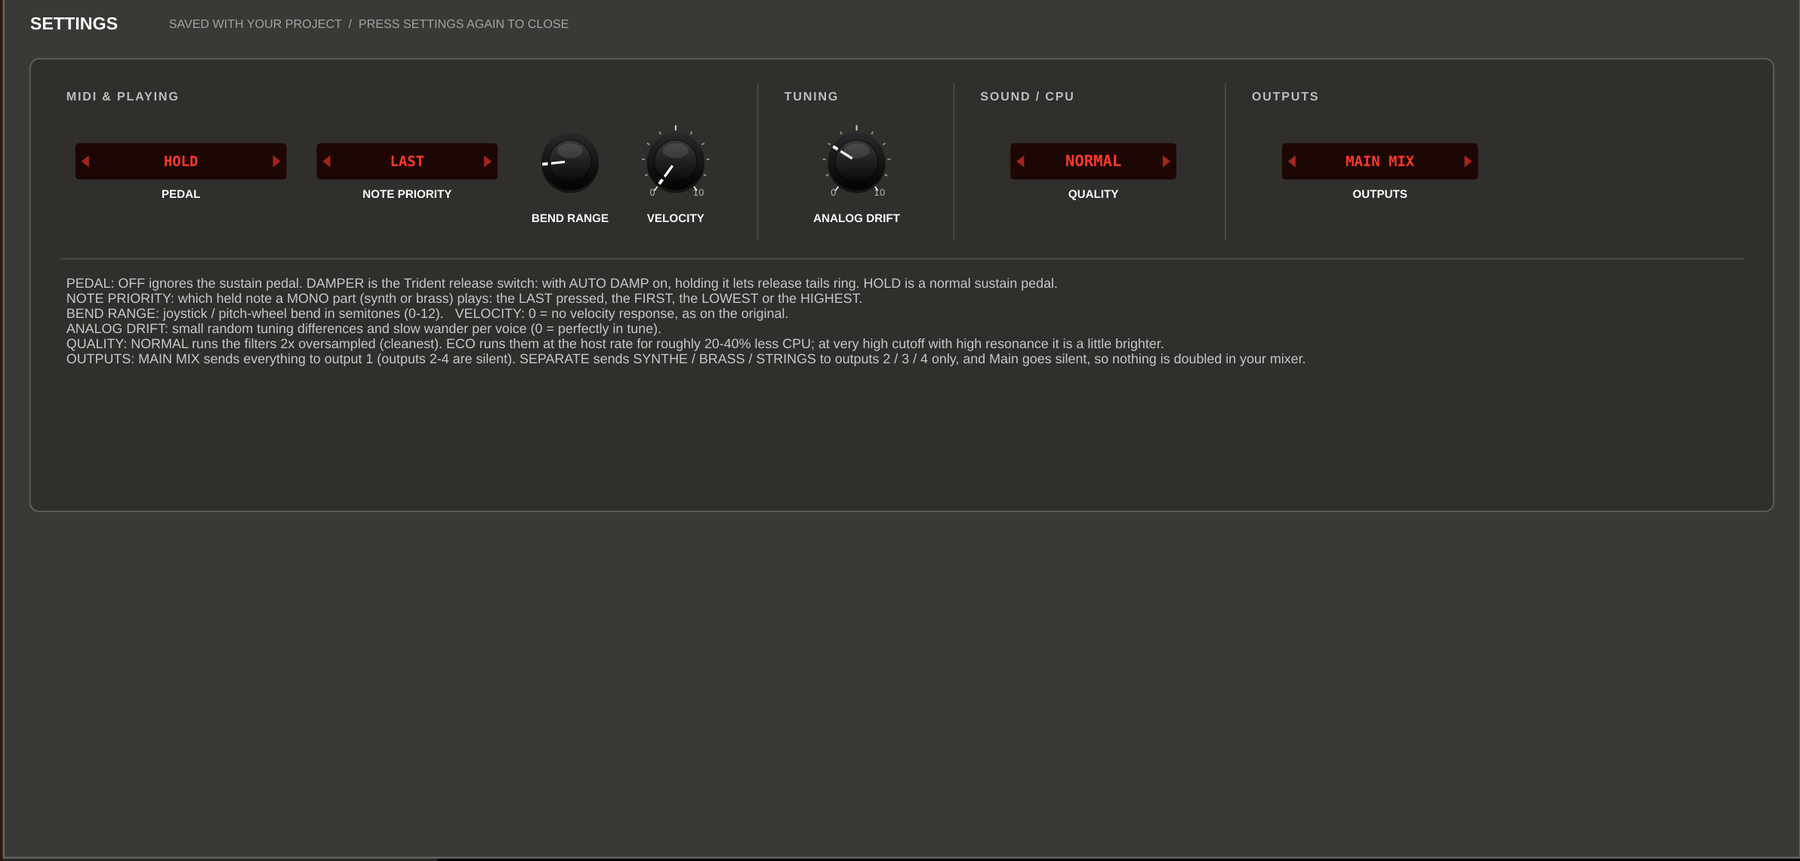 SETTINGS SAVED WITH YOUR PROJECT / PRESS SETTINGS AGAIN TO CLOSE
MIDI & PLAYING TUNING SOUND / CPU OUTPUTS
HOLD LAST NORMAL MAIN MIX
0 10 0 10
PEDAL NOTE PRIORITY QUALITY OUTPUTS
BEND RANGE VELOCITY ANALOG DRIFT
PEDAL: OFF ignores the sustain pedal. DAMPER is the Trident release switch: with AUTO DAMP on, holding it lets release tails ring. HOLD is a normal sustain pedal.
NOTE PRIORITY: which held note a MONO part (synth or brass) plays: the LAST pressed, the FIRST, the LOWEST or the HIGHEST.
BEND RANGE: joystick / pitch-wheel bend in semitones (0-12). VELOCITY: 0 = no velocity response, as on the original.
ANALOG DRIFT: small random tuning differences and slow wander per voice (0 = perfectly in tune).
QUALITY: NORMAL runs the filters 2x oversampled (cleanest). ECO runs them at the host rate for roughly 20-40% less CPU; at very high cutoff with high resonance it is a little brighter.
OUTPUTS: MAIN MIX sends everything to output 1 (outputs 2-4 are silent). SEPARATE sends SYNTHE / BRASS / STRINGS to outputs 2 / 3 / 4 only, and Main goes silent, so nothing is doubled in your mixer.